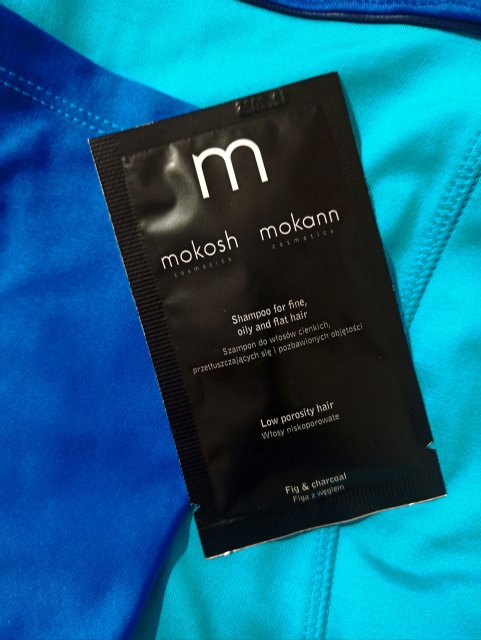 m
mokosh mokann
cosmetics cosmetics
Shampoo for fine,
oily and flat hair
Szampon do włosów cienkich,
przetłuszczających się i pozbawionych objętości
Low porosity hair
Włosy niskoporowate
Fig & charcoal
Figa z węglem